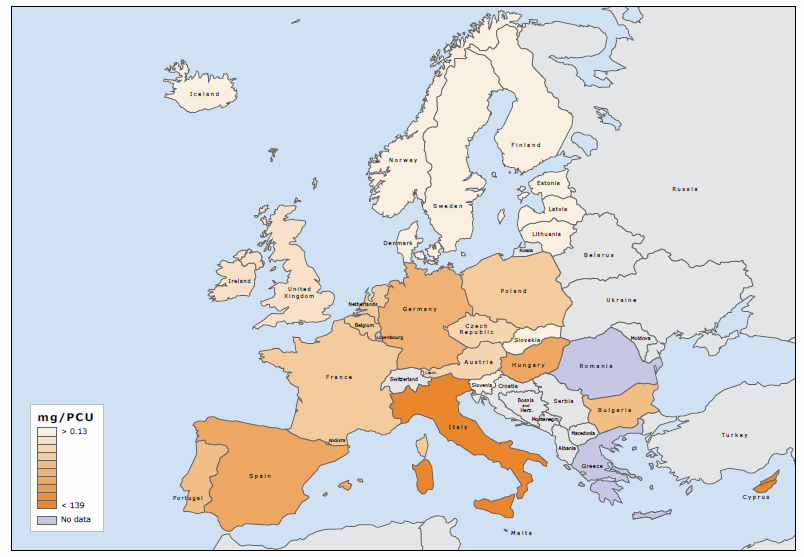 Iceland
Norway
Finland
Sweden
Estonia
Latvia
Lithuania
Russia
Russia
Denmark
Belarus
Ireland
United
Kingdom
Netherlands
Belgium
Luxembourg
Germany
Poland
Ukraine
Czech
Republic
Slovakia
Moldova
France
Switzerland
Liech.
Austria
Hungary
Romania
Slovenia
Croatia
Bosnia
and
Herz.
Serbia
Montenegro
Bulgaria
Macedonia
Albania
Italy
Andorra
Spain
Portugal
Greece
Turkey
Cyprus
Malta
mg/PCU
> 0.13
< 139
No data